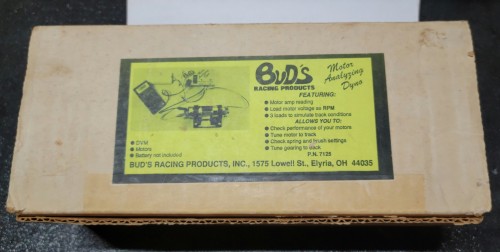 BUD'S
RACING PRODUCTS
Motor
Analyzing
Dyno
FEATURING:
● Motor amp reading
● Load motor voltage as RPM
● 3 loads to simulate track conditions
ALLOWS YOU TO:
● Check performance of your motors
● Tune motor to track
● Check spring and brush settings
● Tune gearing to
P.N. 7125
● DVM
● Motors
● Battery not included
BUD'S RACING PRODUCTS, INC., 1575 Lowell St., Elyria, OH 44035